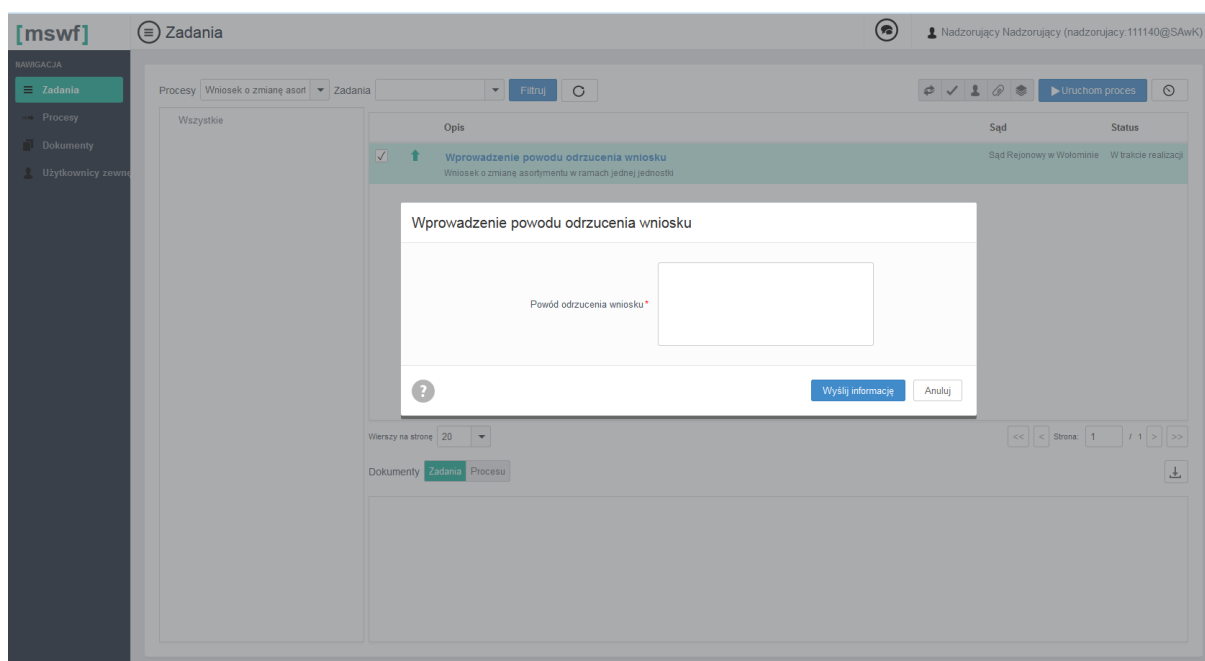 [mswf]
Zadania
Nadzorujący Nadzorujący (nadzorujacy:111140@SAwK)
NAWIGACJA
Zadania
Procesy
Dokumenty
Użytkownicy zewnę
Procesy Wniosek o zmianę asort Zadania Filtruj Uruchom proces
Wszystkie
Opis Sąd Status
Wprowadzenie powodu odrzucenia wniosku Sąd Rejonowy w Wołominie W trakcie realizacji
Wniosek o zmianę asortymentu w ramach jednej jednostki
Wprowadzenie powodu odrzucenia wniosku
Powód odrzucenia wniosku*
? Wyślij informację Anuluj
Wierszy na stronę 20 << < Strona: 1 / 1 > >>
Dokumenty Zadania Procesu